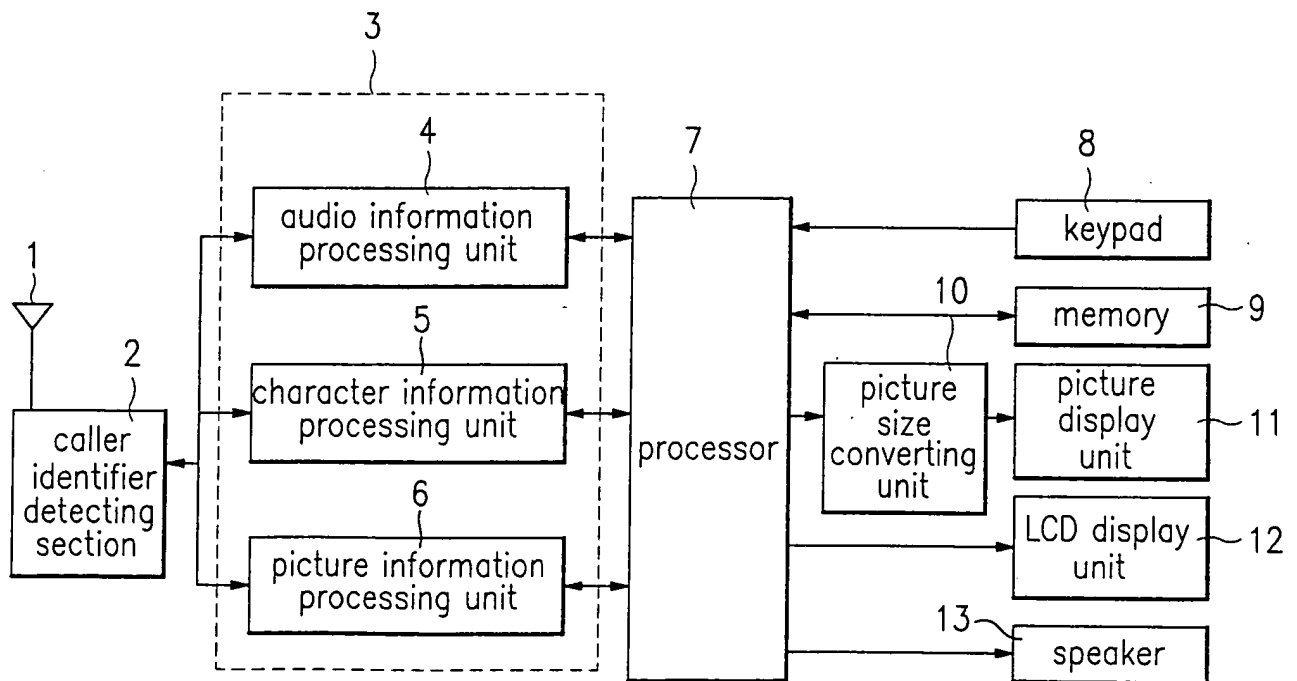 3
4
audio information
processing unit
1
2
caller
identifier
detecting
section
5
character information
processing unit
6
picture information
processing unit
7
processor
8
keypad
10
memory
9
picture
size
converting
unit
picture
display
unit
11
LCD display
unit
12
13
speaker